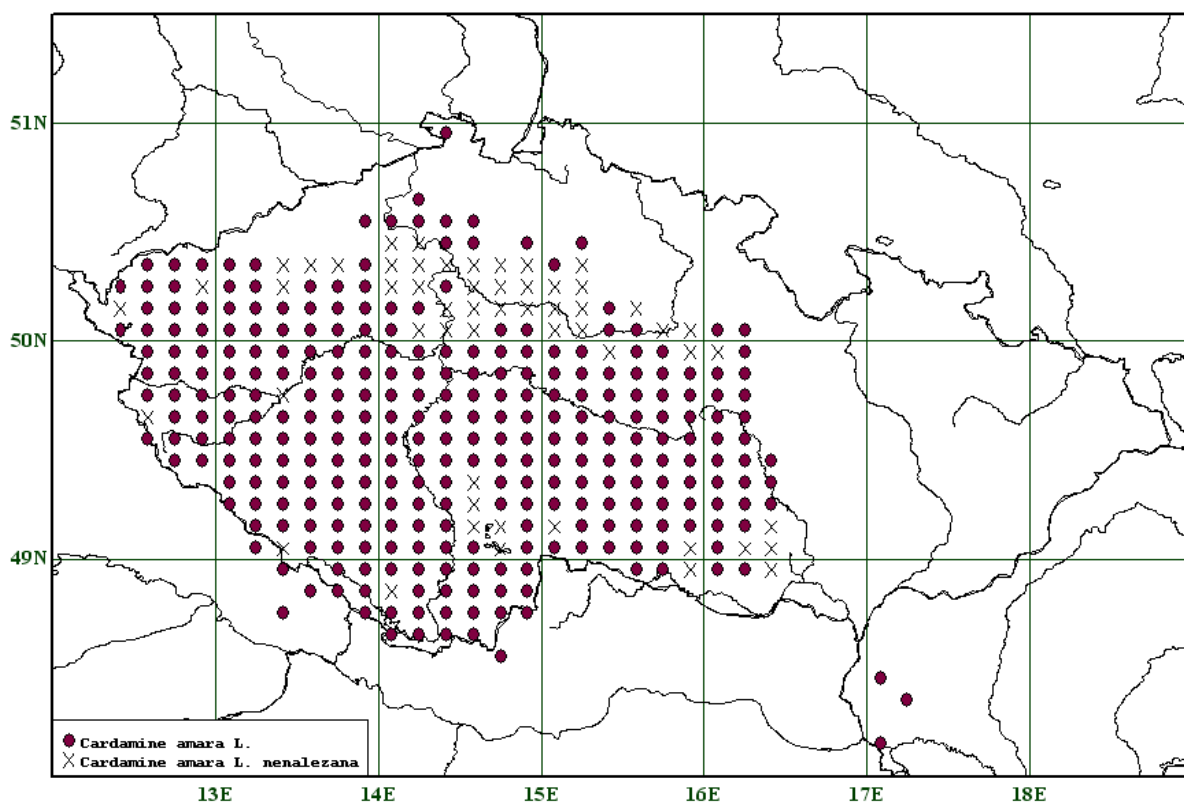 51N
50N
49N
Cardamine amara L.
Cardamine amara L. nenalezana
13E 14E 15E 16E 17E 18E